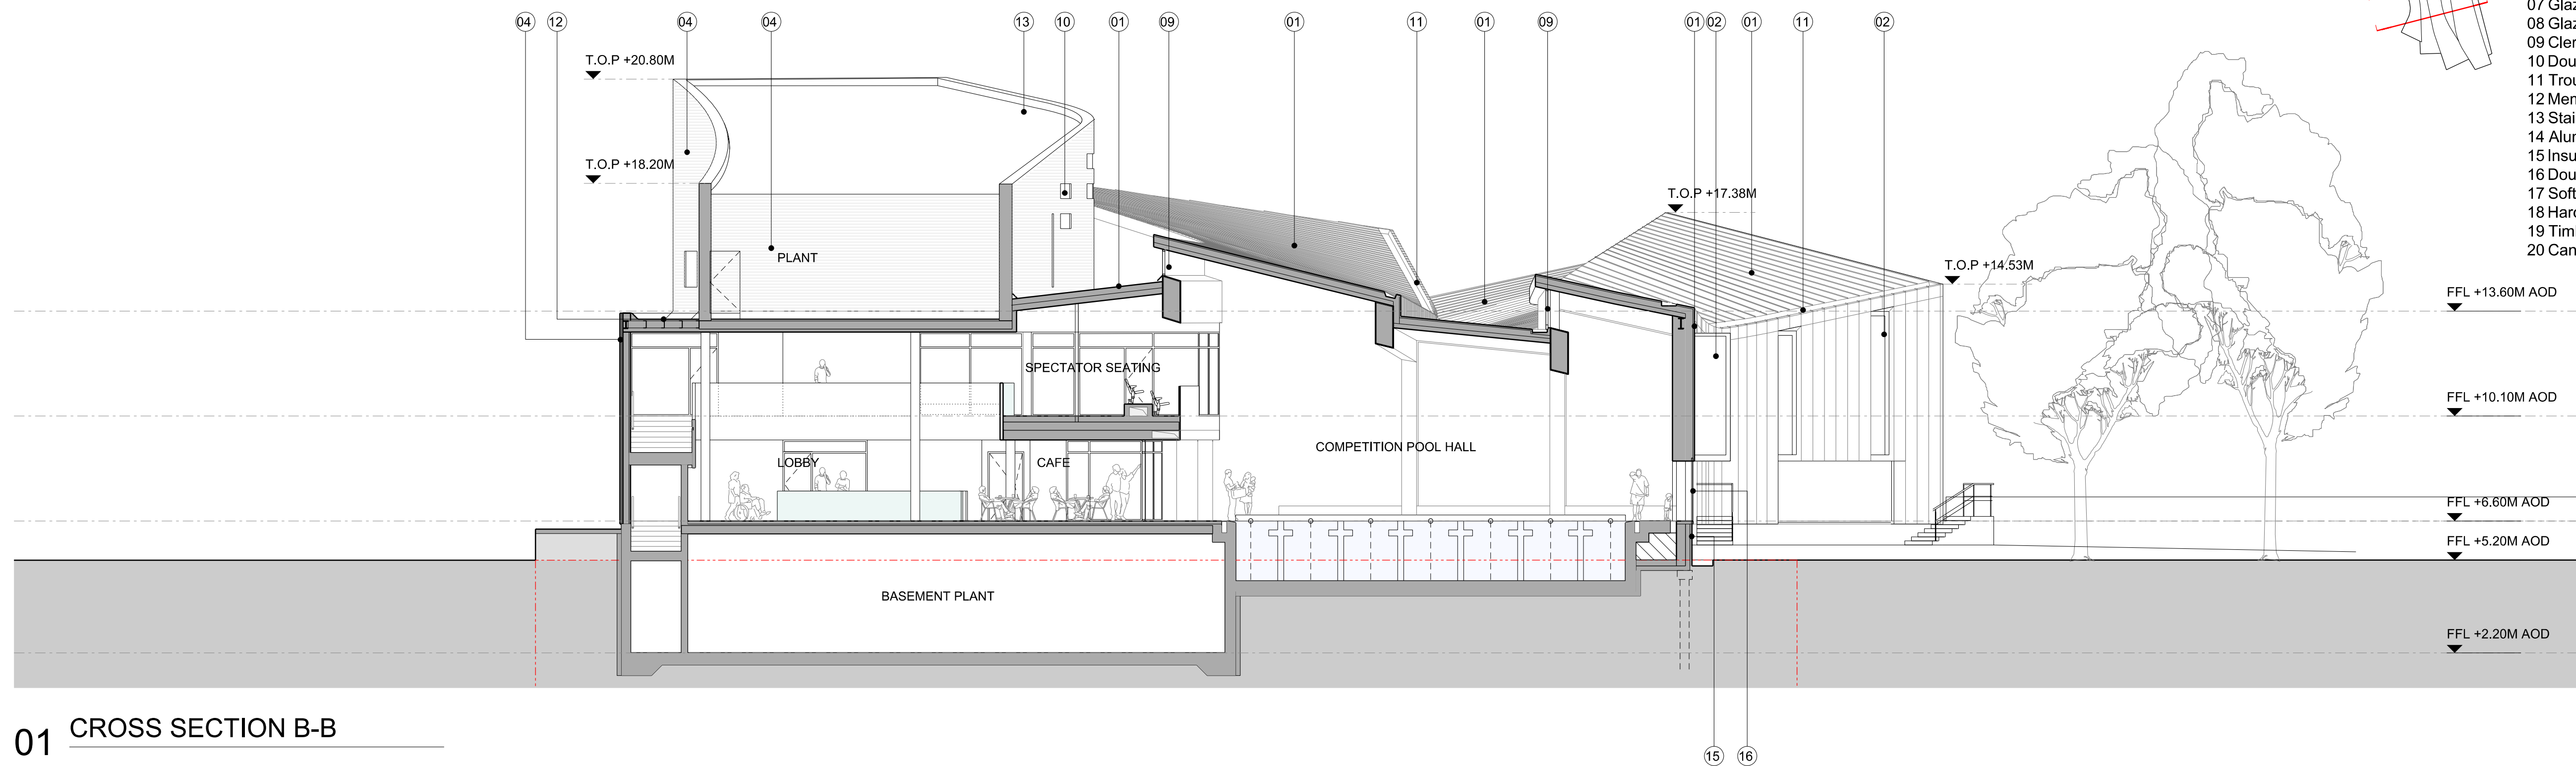 04 12 04 04 13 10 01 09 01 11 01 09 01 02 01 11 02
08 Glaz
09 Cler
10 Dou
11 Trou
12 Mem
13 Stai
14 Alum
15 Insu
16 Dou
17 Soft
18 Hard
19 Tim
20 Can
T.O.P +20.80M
T.O.P +18.20M
T.O.P +17.38M
T.O.P +14.53M
PLANT
FFL +13.60M AOD
SPECTATOR SEATING
FFL +10.10M AOD
COMPETITION POOL HALL
LOBBY
CAFE
FFL +6.60M AOD
FFL +5.20M AOD
BASEMENT PLANT
FFL +2.20M AOD
01 CROSS SECTION B-B
15 16